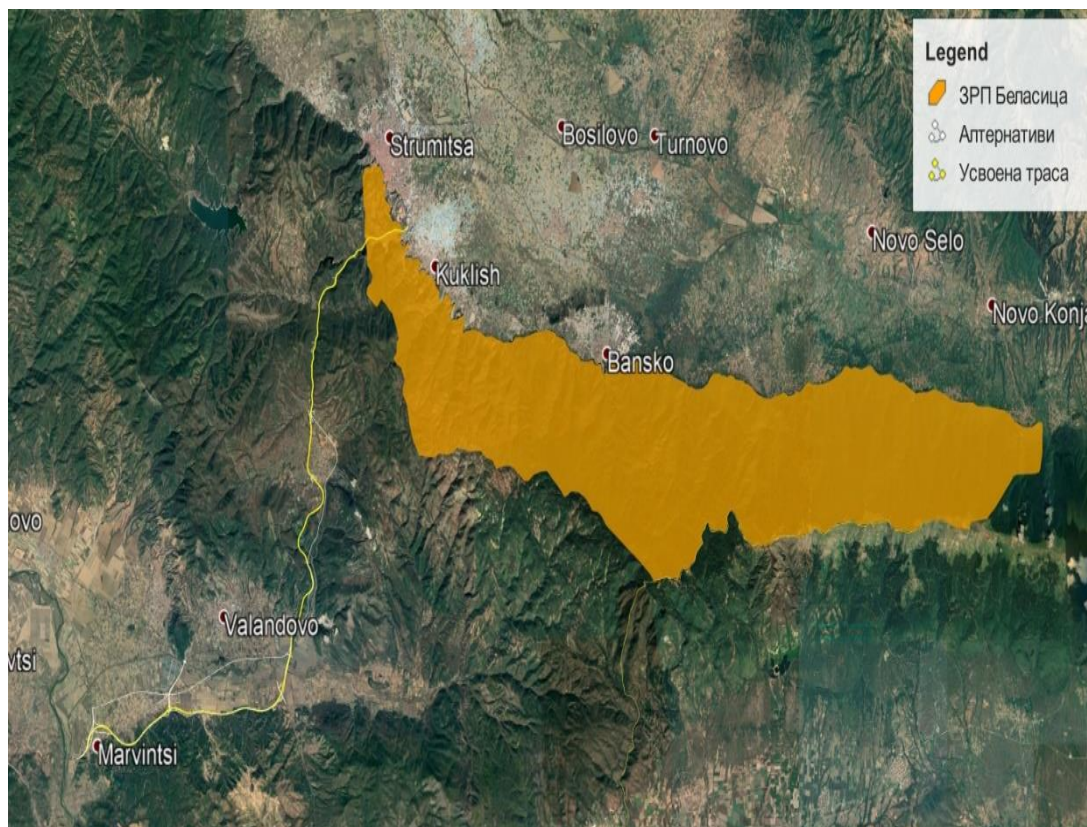 Legend
ЗРП Беласица
Алтернативи
Усвоена траса
Strumitsa
Bosilovo
Turnovo
Novo Selo
Kuklish
Novo Konja
Bansko
ovo
Valandovo
vtsi
Marvintsi